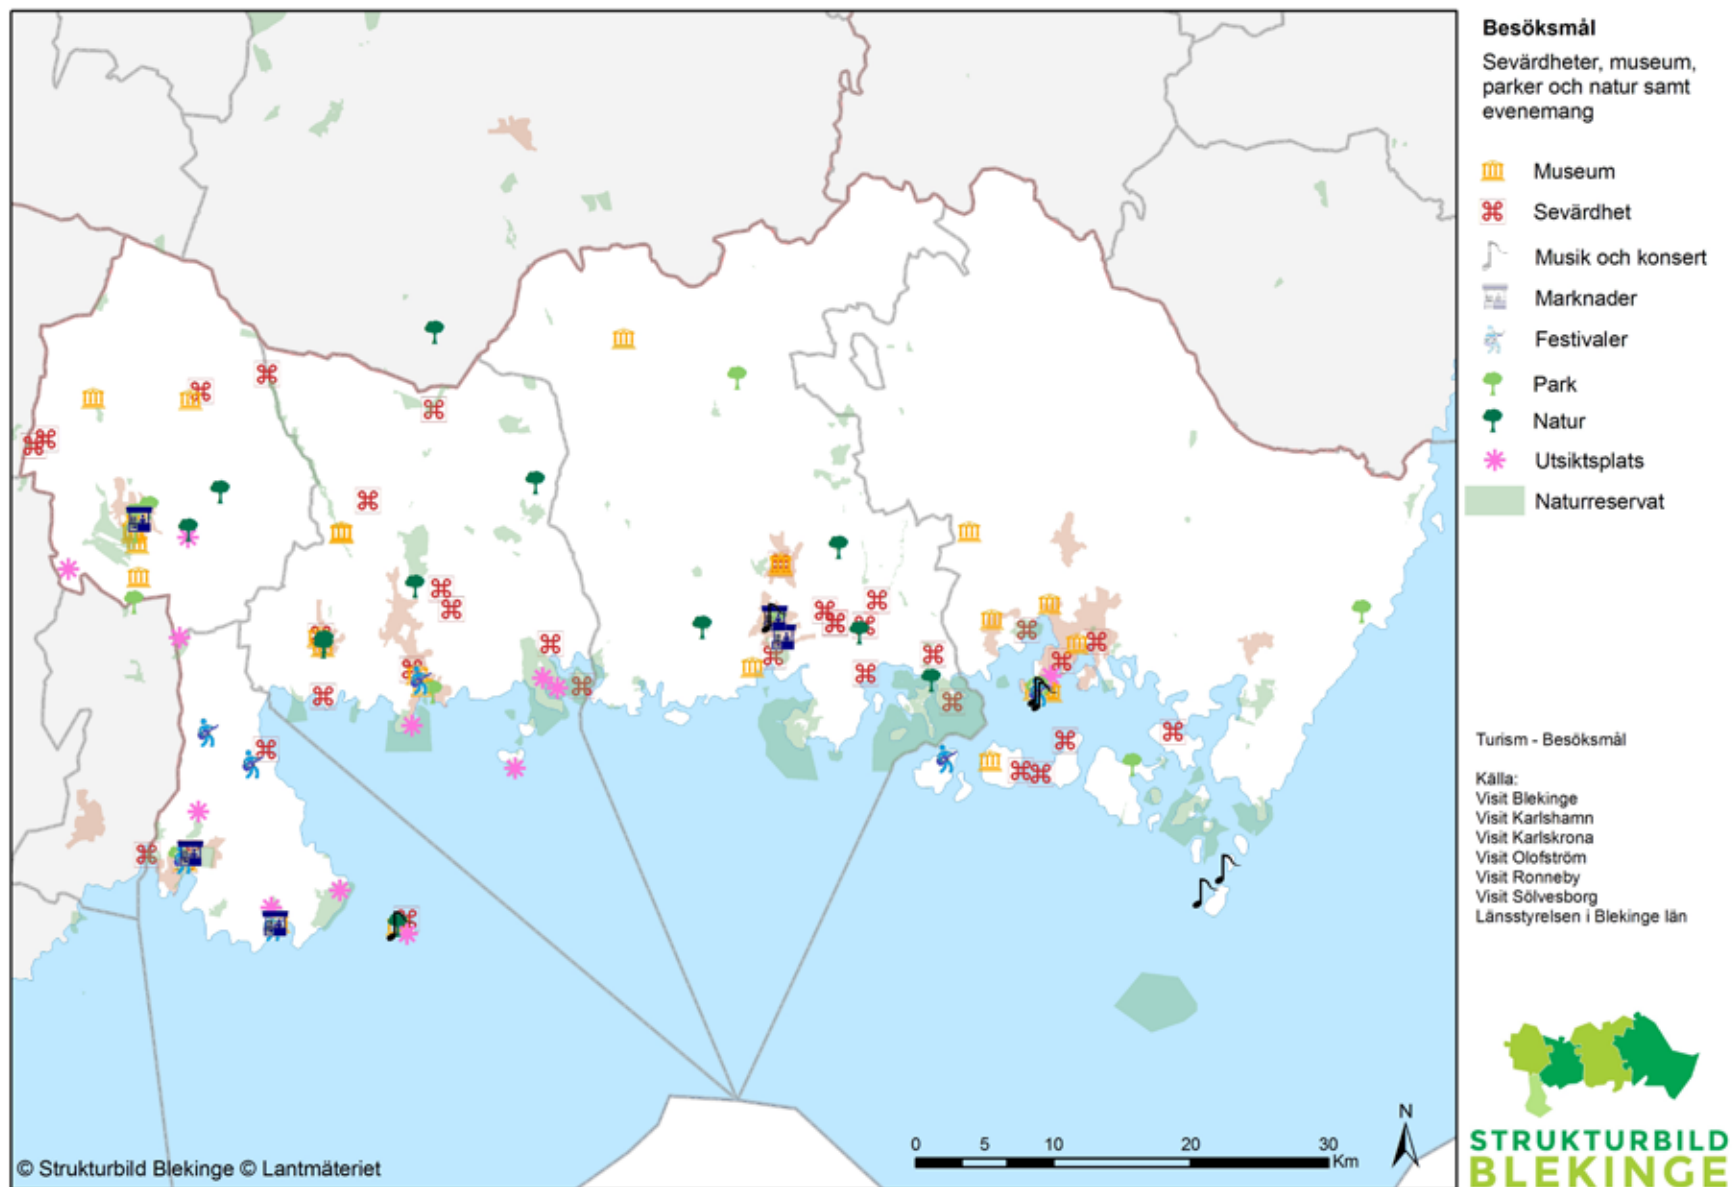 Besöksmål
Sevärdheter, museum,
parker och natur samt
evenemang
Museum
Sevärdhet
Musik och konsert
Marknader
Festivaler
Park
Natur
Utsiktsplats
Naturreservat
Turism - Besöksmål
Källa:
Visit Blekinge
Visit Karlshamn
Visit Karlskrona
Visit Olofström
Visit Ronneby
Visit Sölvesborg
Länsstyrelsen i Blekinge län
N
0 5 10 20 30
Km
© Strukturbild Blekinge © Lantmäteriet
STRUKTURBILD
BLEKINGE